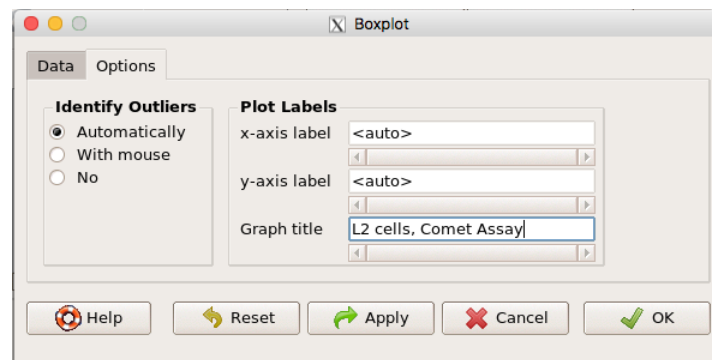 Boxplot
Data Options
Identify Outliers
Automatically
With mouse
No
Plot Labels
x-axis label <auto>
y-axis label <auto>
Graph title L2 cells, Comet Assay
Help Reset Apply Cancel OK